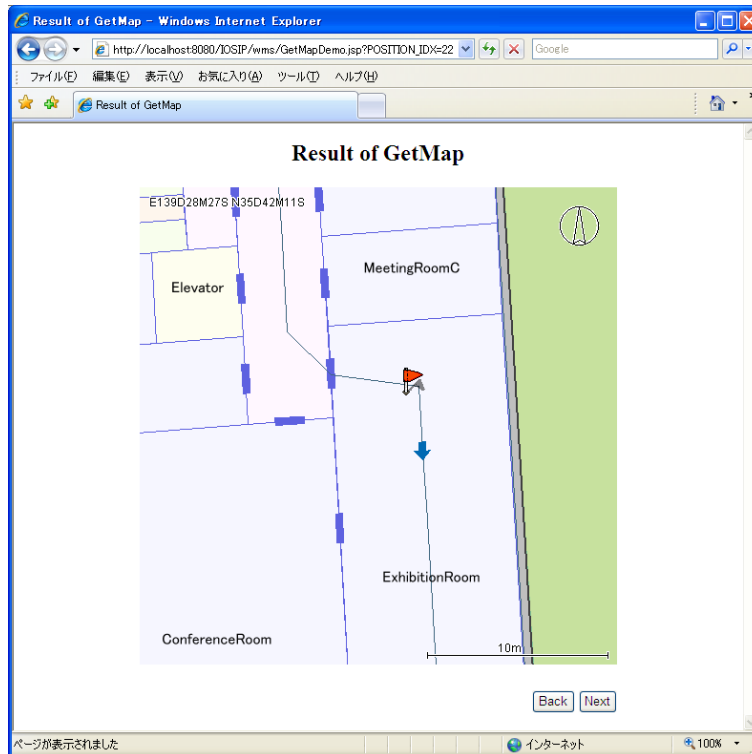 Result of GetMap - Windows Internet Explorer
http://localhost:8080/IOSIP/wms/GetMapDemo.jsp?POSITION_IDX=22
Google
ファイル(F) 編集(E) 表示(V) お気に入り(A) ツール(T) ヘルプ(H)
Result of GetMap
Result of GetMap
E139D28M27S N35D42M11S
MeetingRoomC
Elevator
ExhibitionRoom
ConferenceRoom
10m
Back Next
ページが表示されました インターネット 100%